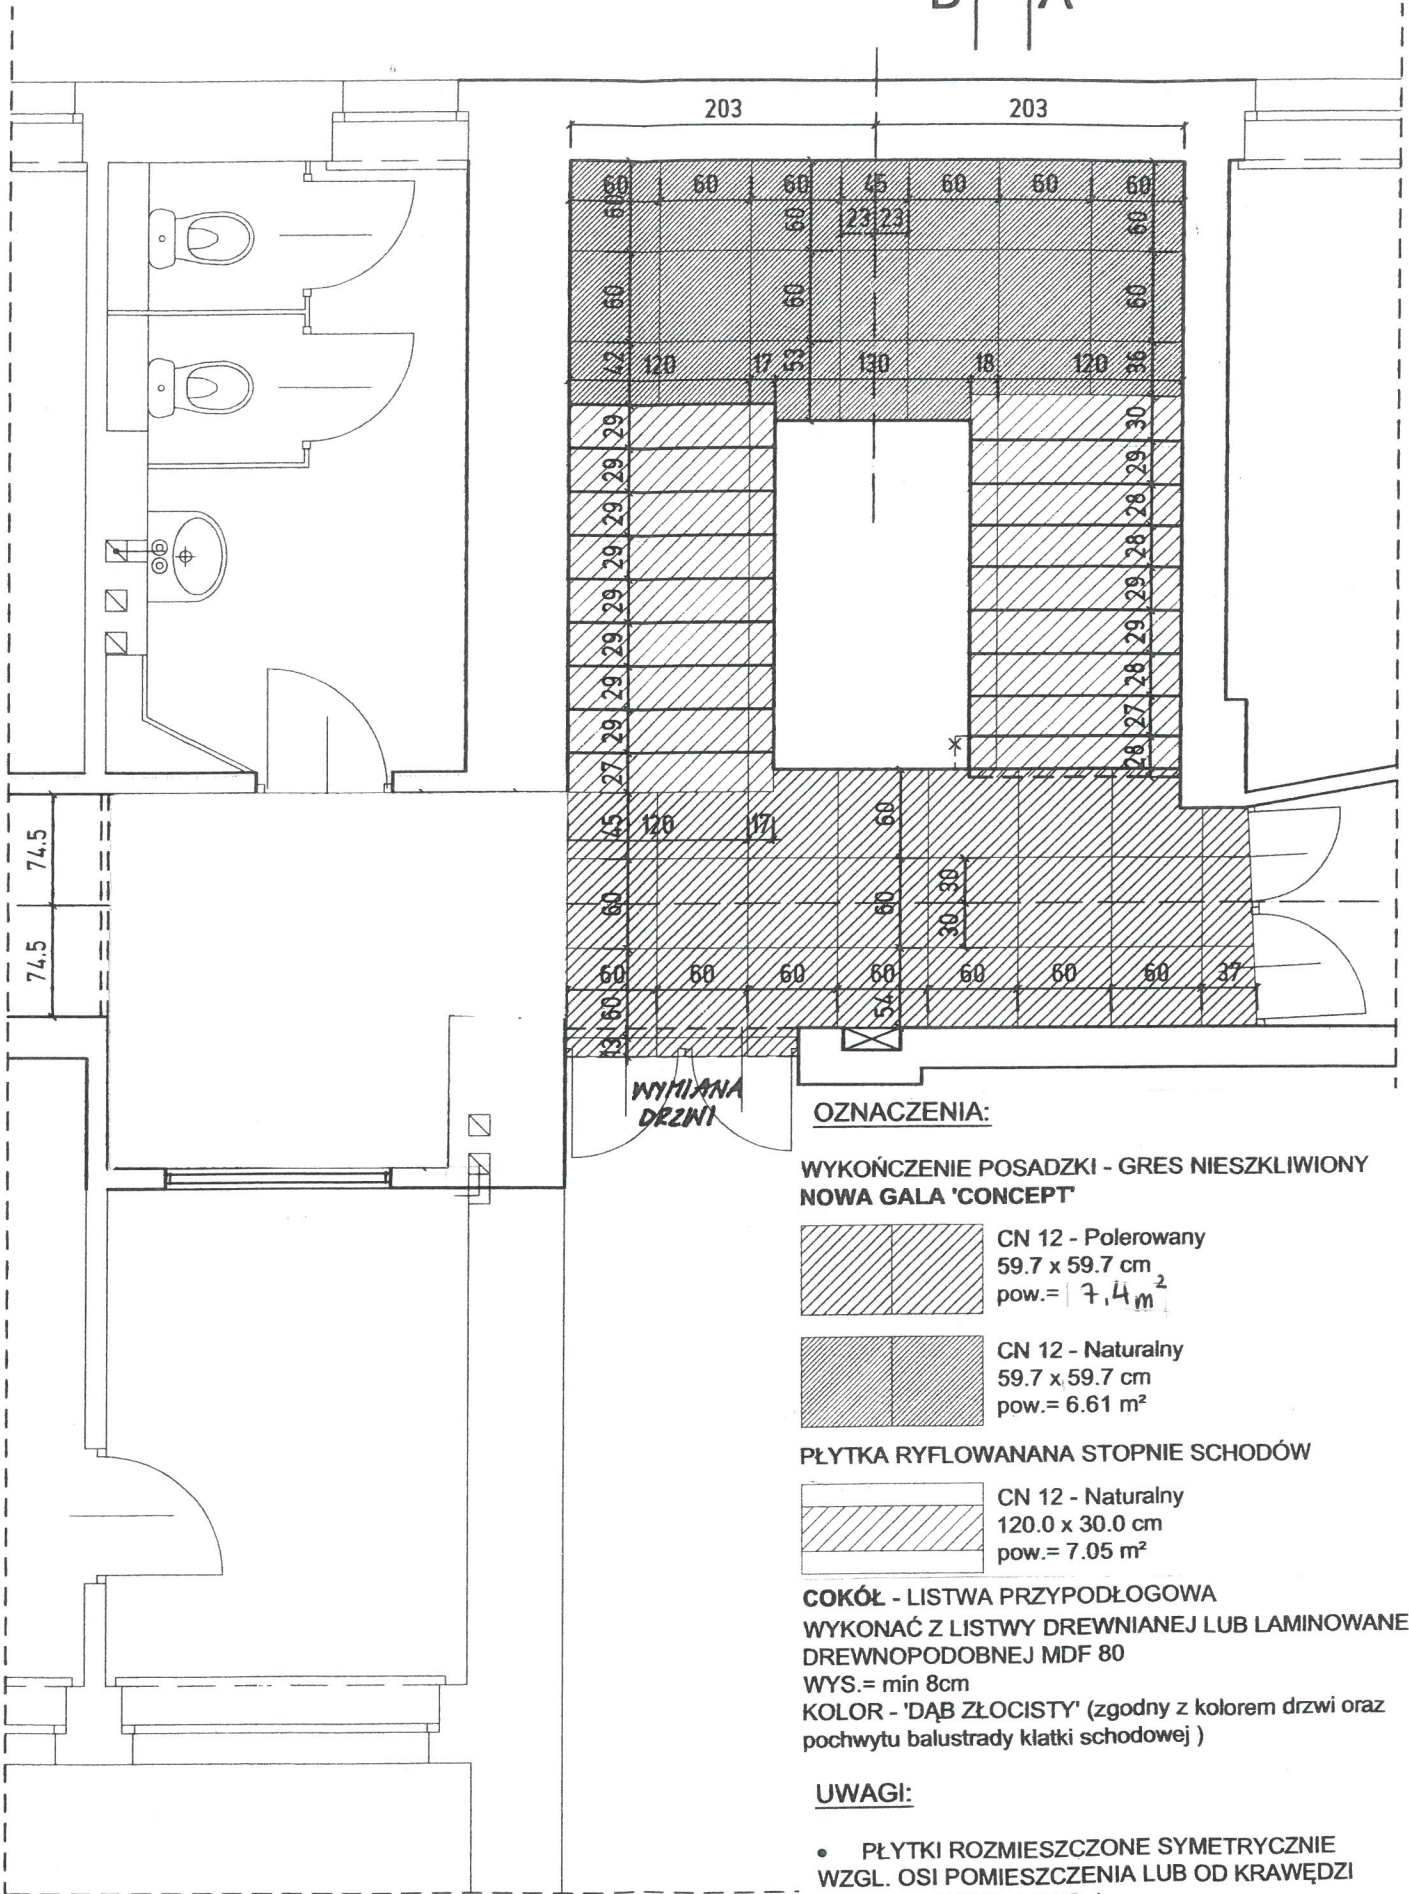 B A
203 203
60 60 60 45 60 60 60
60 60 23 23 60
60 60 60
42 120 17 53 130 18 120 36
29 30
29 29
29 28
29 28
29 29
29 29
29 28
29 27
27 28
74.5 45 120 17 60
74.5 60 60 30
30
60 60 60 60 60 60 60 37
60 54
13
WYMIANA
DRZWI
OZNACZENIA:
WYKOŃCZENIE POSADZKI - GRES NIESZKLIWIONY
NOWA GALA 'CONCEPT'
CN 12 - Polerowany
59.7 x 59.7 cm
pow.= 7,4 m²
CN 12 - Naturalny
59.7 x 59.7 cm
pow.= 6.61 m²
PŁYTKA RYFLOWANANA STOPNIE SCHODÓW
CN 12 - Naturalny
120.0 x 30.0 cm
pow.= 7.05 m²
COKÓŁ - LISTWA PRZYPODŁOGOWA
WYKONAĆ Z LISTWY DREWNIANEJ LUB LAMINOWANE
DREWNOPODOBNEJ MDF 80
WYS.= min 8cm
KOLOR - 'DĄB ZŁOCISTY' (zgodny z kolorem drzwi oraz
pochwytu balustrady klatki schodowej )
UWAGI:
• PŁYTKI ROZMIESZCZONE SYMETRYCZNIE
WZGL. OSI POMIESZCZENIA LUB OD KRAWĘDZI